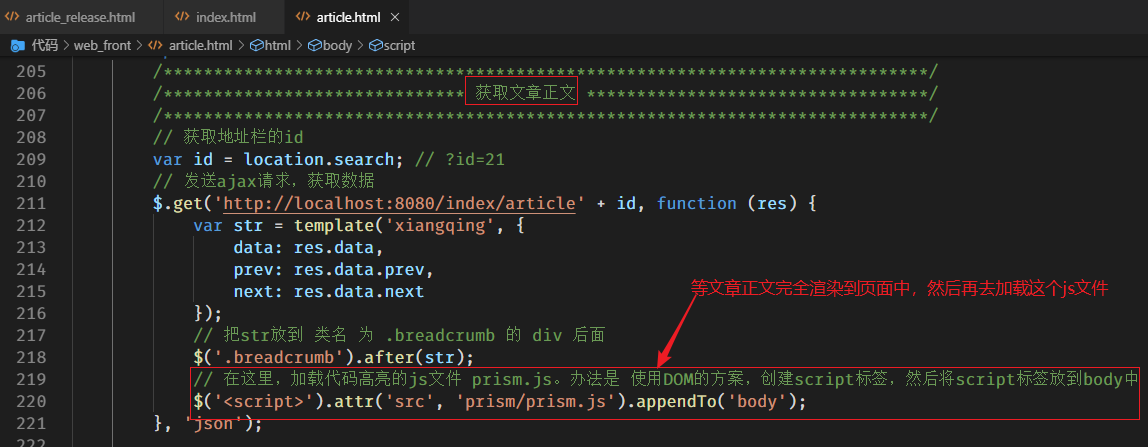 article_release.html index.html article.html ×
代码 > web_front > article.html > html > body > script
205 /****************************************************************************/
206 /****************************** 获取文章正文 **********************************/
207 /****************************************************************************/
208 // 获取地址栏的id
209 var id = location.search; // ?id=21
210 // 发送ajax请求，获取数据
211 $.get('http://localhost:8080/index/article' + id, function (res) {
212 var str = template('xiangqing', {
213 data: res.data,
214 prev: res.data.prev,
215 next: res.data.next
等文章正文完全渲染到页面中，然后再去加载这个js文件
216 });
217 // 把str放到 类名 为 .breadcrumb 的 div 后面
218 $('.breadcrumb').after(str);
219 // 在这里，加载代码高亮的js文件 prism.js。办法是 使用DOM的方案，创建script标签，然后将script标签放到body中
220 $('<script>').attr('src', 'prism/prism.js').appendTo('body');
221 }, 'json');
222